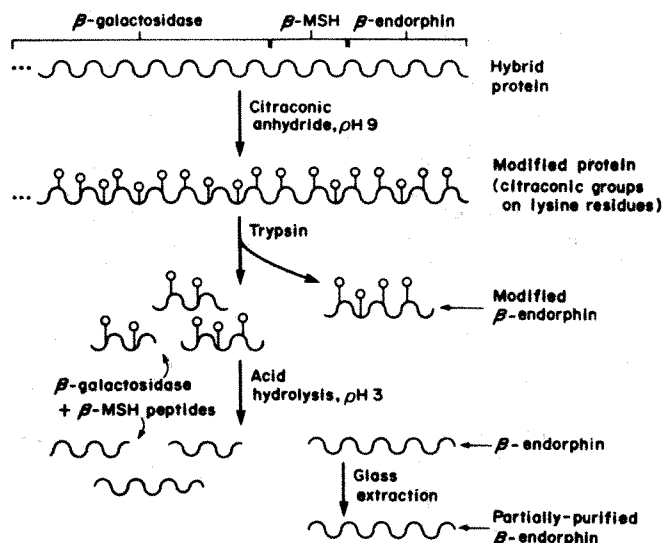 β-galactosidase β-MSH β-endorphin
...
Hybrid
protein
Citraconic
anhydride, pH 9
Modified protein
(citraconic groups
on lysine residues)
...
Trypsin
Modified
β-endorphin
β-galactosidase
+ β-MSH peptides
Acid
hydrolysis, pH 3
β-endorphin
Glass
extraction
Partially-purified
β-endorphin